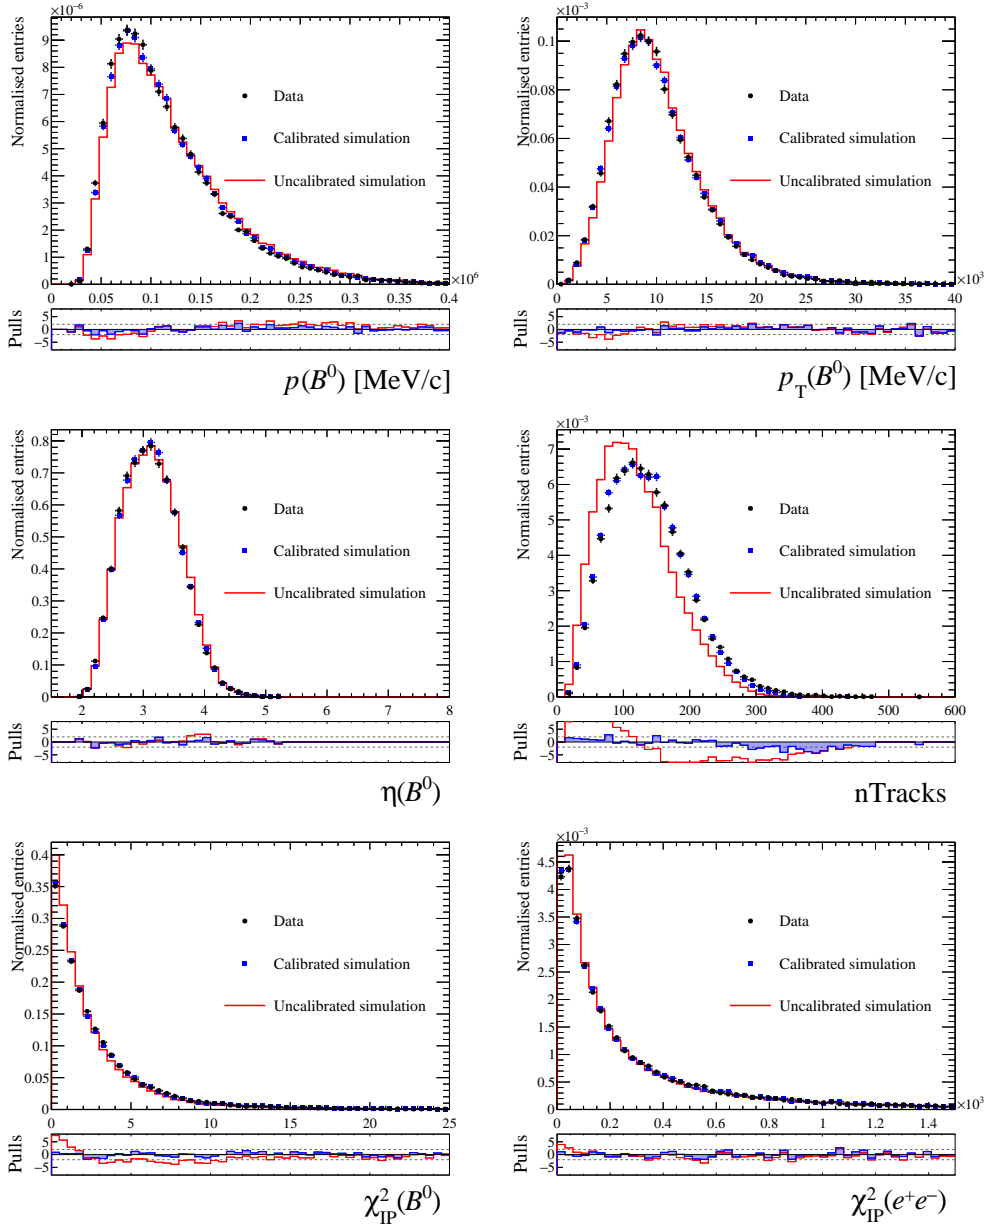 ×10⁻⁶
Normalised entries
9
8
7
6
5
4
3
2
1
0
Data
Calibrated simulation
Uncalibrated simulation
×10⁶
0 0.05 0.1 0.15 0.2 0.25 0.3 0.35 0.4
Pulls
5
0
−5
p(B⁰) [MeV/c]
×10⁻³
Normalised entries
0.1
0.08
0.06
0.04
0.02
0
Data
Calibrated simulation
Uncalibrated simulation
×10³
0 5 10 15 20 25 30 35 40
Pulls
5
0
−5
p_T(B⁰) [MeV/c]
Normalised entries
0.8
0.7
0.6
0.5
0.4
0.3
0.2
0.1
0
Data
Calibrated simulation
Uncalibrated simulation
2 3 4 5 6 7 8
Pulls
5
0
−5
η(B⁰)
×10⁻³
Normalised entries
7
6
5
4
3
2
1
0
Data
Calibrated simulation
Uncalibrated simulation
0 100 200 300 400 500 600
Pulls
5
0
−5
nTracks
Normalised entries
0.4
0.35
0.3
0.25
0.2
0.15
0.1
0.05
0
Data
Calibrated simulation
Uncalibrated simulation
0 5 10 15 20 25
Pulls
5
0
−5
χ²_IP(B⁰)
×10⁻³
Normalised entries
4.5
4
3.5
3
2.5
2
1.5
1
0.5
0
Data
Calibrated simulation
Uncalibrated simulation
×10³
0 0.2 0.4 0.6 0.8 1 1.2 1.4
Pulls
5
0
−5
χ²_IP(e⁺e⁻)